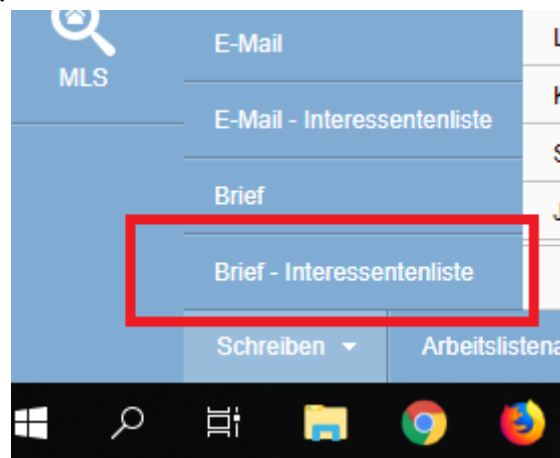 MLS
E-Mail
E-Mail - Interessentenliste
Brief
Brief - Interessentenliste
Schreiben